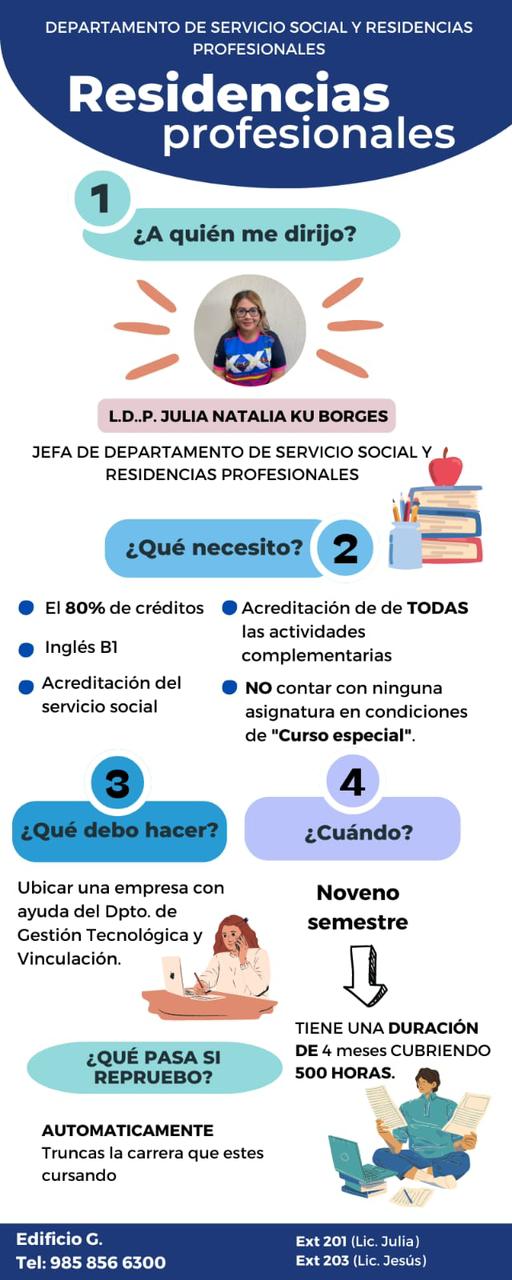 DEPARTAMENTO DE SERVICIO SOCIAL Y RESIDENCIAS
PROFESIONALES
Residencias
profesionales
1
¿A quién me dirijo?
L.D..P. JULIA NATALIA KU BORGES
JEFA DE DEPARTAMENTO DE SERVICIO SOCIAL Y
RESIDENCIAS PROFESIONALES
¿Qué necesito?
2
El 80% de créditos
Inglés B1
Acreditación del
servicio social
Acreditación de de TODAS
las actividades
complementarias
NO contar con ninguna
asignatura en condiciones
de "Curso especial".
3
¿Qué debo hacer?
Ubicar una empresa con
ayuda del Dpto. de
Gestión Tecnológica y
Vinculación.
4
¿Cuándo?
Noveno
semestre
TIENE UNA DURACIÓN
DE 4 meses CUBRIENDO
500 HORAS.
¿QUÉ PASA SI
REPRUEBO?
AUTOMATICAMENTE
Truncas la carrera que estes
cursando
Edificio G.
Tel: 985 856 6300
Ext 201 (Lic. Julia)
Ext 203 (Lic. Jesús)